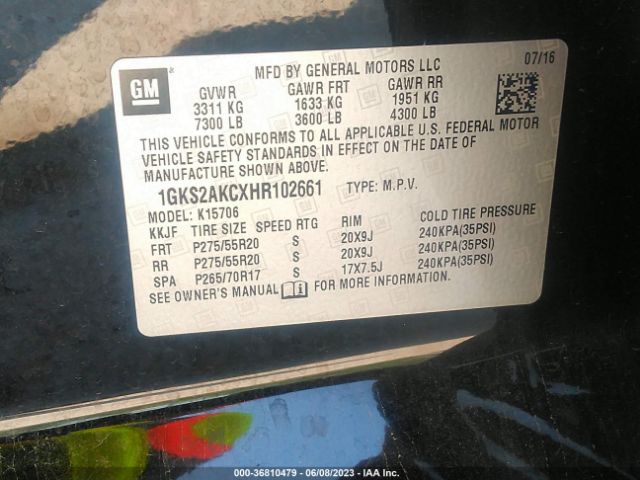 GM
MFD BY GENERAL MOTORS LLC 07/16
GVWR GAWR FRT GAWR RR
3311 KG 1633 KG 1951 KG
7300 LB 3600 LB 4300 LB
THIS VEHICLE CONFORMS TO ALL APPLICABLE U.S. FEDERAL MOTOR
VEHICLE SAFETY STANDARDS IN EFFECT ON THE DATE OF
MANUFACTURE SHOWN ABOVE.
1GKS2AKCXHR102661 TYPE: M.P.V.
MODEL: K15706
KKJF TIRE SIZE SPEED RTG RIM COLD TIRE PRESSURE
FRT P275/55R20 S 20X9J 240KPA(35PSI)
RR P275/55R20 S 20X9J 240KPA(35PSI)
SPA P265/70R17 S 17X7.5J 240KPA(35PSI)
SEE OWNER'S MANUAL FOR MORE INFORMATION.
000-36810479 - 06/08/2023 - IAA Inc.